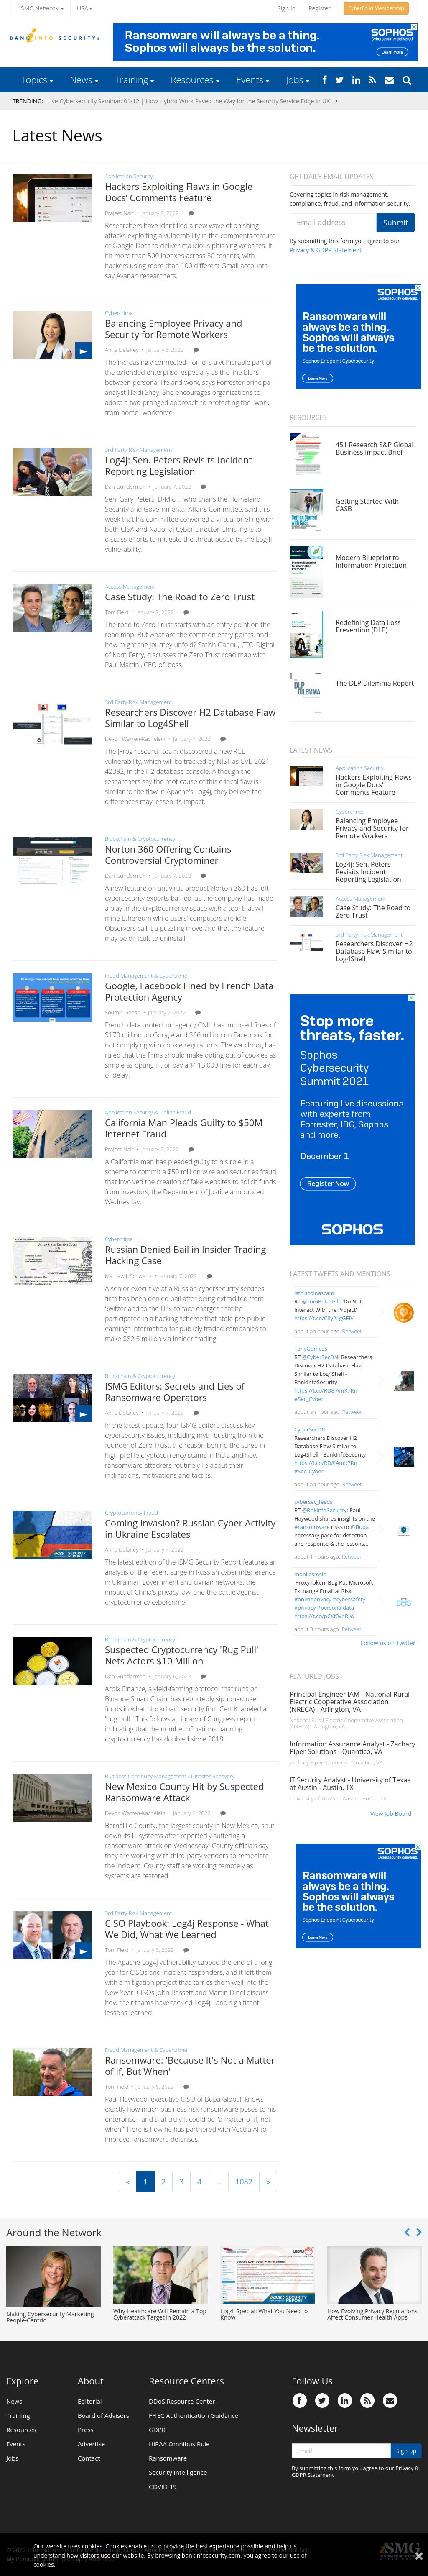 ISMG Network
USA
Sign in
Register
CyberEdLtd Membership
BANK INFO SECURITY
Ransomware will always be a thing.
Sophos will always be the solution.
SOPHOS
Cybersecurity delivered.
Learn More
Topics
News
Training
Resources
Events
Jobs
TRENDING: Live Cybersecurity Seminar: 01/12 | How Hybrid Work Paved the Way for the Security Service Edge in UKI •
Latest News
Application Security
Hackers Exploiting Flaws in Google
Docs' Comments Feature
Prajeet Nair • January 8, 2022
Researchers have identified a new wave of phishing
attacks exploiting a vulnerability in the comments feature
of Google Docs to deliver malicious phishing websites. It
hit more than 500 inboxes across 30 tenants, with
hackers using more than 100 different Gmail accounts,
say Avanan researchers.
Cybercrime
Balancing Employee Privacy and
Security for Remote Workers
Anna Delaney • January 8, 2022
The increasingly connected home is a vulnerable part of
the extended enterprise, especially as the line blurs
between personal life and work, says Forrester principal
analyst Heidi Shey. She encourages organizations to
adopt a two-pronged approach to protecting the "work
from home" workforce.
3rd Party Risk Management
Log4j: Sen. Peters Revisits Incident
Reporting Legislation
Dan Gunderman • January 7, 2022
Sen. Gary Peters, D-Mich., who chairs the Homeland
Security and Governmental Affairs Committee, said this
week that his committee convened a virtual briefing with
both CISA and National Cyber Director Chris Inglis to
discuss efforts to mitigate the threat posed by the Log4j
vulnerability.
Access Management
Case Study: The Road to Zero Trust
Tom Field • January 7, 2022
The road to Zero Trust starts with an entry point on the
road map. But what are the common entry points, and
how might the journey unfold? Satish Gannu, CTO-Digital
of Korn Ferry, discusses the Zero Trust road map with
Paul Martini, CEO of iboss.
3rd Party Risk Management
Researchers Discover H2 Database Flaw
Similar to Log4Shell
Devon Warren-Kachelein • January 7, 2022
The JFrog research team discovered a new RCE
vulnerability, which will be tracked by NIST as CVE-2021-
42392, in the H2 database console. Although the
researchers say the root cause of this critical flaw is
similar to the flaw in Apache's Log4j, they believe the
differences may lessen its impact.
Blockchain & Cryptocurrency
Norton 360 Offering Contains
Controversial Cryptominer
Dan Gunderman • January 7, 2022
A new feature on antivirus product Norton 360 has left
cybersecurity experts baffled, as the company has made
a play in the cryptocurrency space with a tool that will
mine Ethereum while users' computers are idle.
Observers call it a puzzling move and that the feature
may be difficult to uninstall.
Fraud Management & Cybercrime
Google, Facebook Fined by French Data
Protection Agency
Soumik Ghosh • January 7, 2022
French data protection agency CNIL has imposed fines of
$170 million on Google and $66 million on Facebook for
not complying with cookie regulations. The watchdog has
ruled that the firms should make opting out of cookies as
simple as opting in, or pay a $113,000 fine for each day
of delay.
Application Security & Online Fraud
California Man Pleads Guilty to $50M
Internet Fraud
Prajeet Nair • January 7, 2022
A California man has pleaded guilty to his role in a
scheme to commit a $50 million wire and securities fraud
that involved the creation of fake websites to solicit funds
from investors, the Department of Justice announced
Wednesday.
Cybercrime
Russian Denied Bail in Insider Trading
Hacking Case
Mathew J. Schwartz • January 7, 2022
A senior executive at a Russian cybersecurity services
firm has been denied bail after being extradited from
Switzerland to the U.S. to face charges that he
participated in a hacking scheme that stole pre-public
earnings information for publicly traded companies to
make $82.5 million via insider trading.
Blockchain & Cryptocurrency
ISMG Editors: Secrets and Lies of
Ransomware Operators
Anna Delaney • January 7, 2022
In the latest update, four ISMG editors discuss key
cybersecurity issues, including myth busting from the
founder of Zero Trust, the reason behind the surge in
high-profile cryptocurrency scams in India and how
ransomware attackers routinely lie about their
inclinations, motivations and tactics.
Cryptocurrency Fraud
Coming Invasion? Russian Cyber Activity
in Ukraine Escalates
Anna Delaney • January 7, 2022
The latest edition of the ISMG Security Report features an
analysis of the recent surge in Russian cyber interference
in Ukrainian government and civilian networks, the
impact of China's privacy law, and the battle against
cryptocurrency crime.
Blockchain & Cryptocurrency
Suspected Cryptocurrency 'Rug Pull'
Nets Actors $10 Million
Dan Gunderman • January 6, 2022
Arbix Finance, a yield-farming protocol that runs on
Binance Smart Chain, has reportedly siphoned user
funds in what blockchain security firm CertiK labeled a
"rug pull." This follows a Library of Congress report
indicating that the number of nations banning
cryptocurrency has doubled since 2018.
Business Continuity Management / Disaster Recovery
New Mexico County Hit by Suspected
Ransomware Attack
Devon Warren-Kachelein • January 6, 2022
Bernalillo County, the largest county in New Mexico, shut
down its IT systems after reportedly suffering a
ransomware attack on Wednesday. County officials say
they are working with third-party vendors to remediate
the incident. County staff are working remotely as
systems are restored.
3rd Party Risk Management
CISO Playbook: Log4j Response - What
We Did, What We Learned
Tom Field • January 6, 2022
The Apache Log4j vulnerability capped the end of a long
year for CISOs and incident responders, and it left them
with a mitigation project that carries them well into the
New Year. CISOs John Bassett and Martin Dinel discuss
how their teams have tackled Log4j - and significant
lessons learned.
Fraud Management & Cybercrime
Ransomware: 'Because It's Not a Matter
of If, But When'
Tom Field • January 6, 2022
Paul Haywood, executive CISO of Bupa Global, knows
exactly how much business risk ransomware poses to his
enterprise - and that truly it could be "a matter of if, not
when." Here is how he has partnered with Vectra AI to
improve ransomware defenses.
« 1 2 3 4 ... 1082 »
GET DAILY EMAIL UPDATES
Covering topics in risk management,
compliance, fraud, and information security.
Email address
Submit
By submitting this form you agree to our
Privacy & GDPR Statement
SOPHOS
Cybersecurity delivered.
Ransomware will
always be a thing.
Sophos will always
be the solution.
Sophos Endpoint Cybersecurity
Learn More
RESOURCES
451 Research S&P Global
Business Impact Brief
Getting Started With
CASB
Modern Blueprint to
Information Protection
Redefining Data Loss
Prevention (DLP)
The DLP Dilemma Report
LATEST NEWS
Application Security
Hackers Exploiting Flaws
in Google Docs'
Comments Feature
Cybercrime
Balancing Employee
Privacy and Security for
Remote Workers
3rd Party Risk Management
Log4j: Sen. Peters
Revisits Incident
Reporting Legislation
Access Management
Case Study: The Road to
Zero Trust
3rd Party Risk Management
Researchers Discover H2
Database Flaw Similar to
Log4Shell
Stop more
threats, faster.
Sophos
Cybersecurity
Summit 2021
Featuring live discussions
with experts from
Forrester, IDC, Sophos
and more.
December 1
Register Now
SOPHOS
LATEST TWEETS AND MENTIONS
isthiscoinascam
RT @TomPeterGill: 'Do Not
Interact With the Project'
about an hour ago. Retweet
TonyGomezS
RT @CyberSecDN: Researchers
Discover H2 Database Flaw
Similar to Log4Shell -
BankInfoSecurity
https://t.co/RD8iAmK7Rn
#Sec_Cyber
about an hour ago. Retweet
CyberSecDN
Researchers Discover H2
Database Flaw Similar to
Log4Shell - BankInfoSecurity
https://t.co/RD8iAmK7Rn
#Sec_Cyber
about an hour ago. Retweet
cybersec_feeds
RT @BnkInfoSecurity: Paul
Haywood shares insights on the
#ransomware risks to @Bupa
necessary pace for detection
and response & the lessons...
about 1 hours ago. Retweet
mobileomsio
'ProxyToken' Bug Put Microsoft
Exchange Email at Risk
#onlineprivacy #cybersafety
#privacy #personaldata
about 3 hours ago. Retweet
Follow us on Twitter
FEATURED JOBS
Principal Engineer IAM - National Rural
Electric Cooperative Association
(NRECA) - Arlington, VA
National Rural Electric Cooperative Association
(NRECA) - Arlington, VA
Information Assurance Analyst - Zachary
Piper Solutions - Quantico, VA
Zachary Piper Solutions - Quantico, VA
IT Security Analyst - University of Texas
at Austin - Austin, TX
University of Texas at Austin - Austin, TX
View Job Board
SOPHOS
Cybersecurity delivered.
Ransomware will
always be a thing.
Sophos will always
be the solution.
Sophos Endpoint Cybersecurity
Learn More
Around the Network
Making Cybersecurity Marketing
People-Centric
Why Healthcare Will Remain a Top
Cyberattack Target in 2022
Log4j Security: What You Need to
Know
How Evolving Privacy Regulations
Affect Consumer Health Apps
Explore
News
Training
Resources
Events
Jobs
About
Editorial
Board of Advisers
Press
Advertise
Contact
Resource Centers
DDoS Resource Center
FFIEC Authentication Guidance
GDPR
HIPAA Omnibus Rule
Ransomware
Security Intelligence
COVID-19
Follow Us
Newsletter
Email
Sign up
By submitting this form you agree to our Privacy &
GDPR Statement
Our website uses cookies. Cookies enable us to provide the best experience possible and help us
understand how visitors use our website. By browsing bankinfosecurity.com, you agree to our use of
cookies.